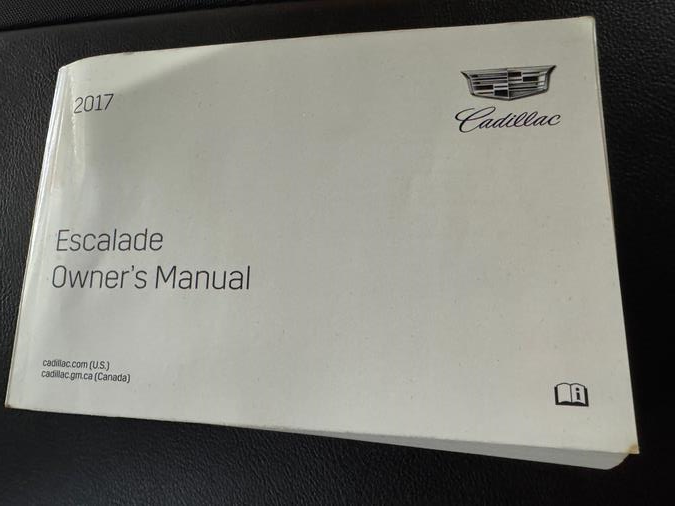 2017
Cadillac
Escalade
Owner's Manual
cadillac.com (U.S.)
cadillac.gm.ca (Canada)
i